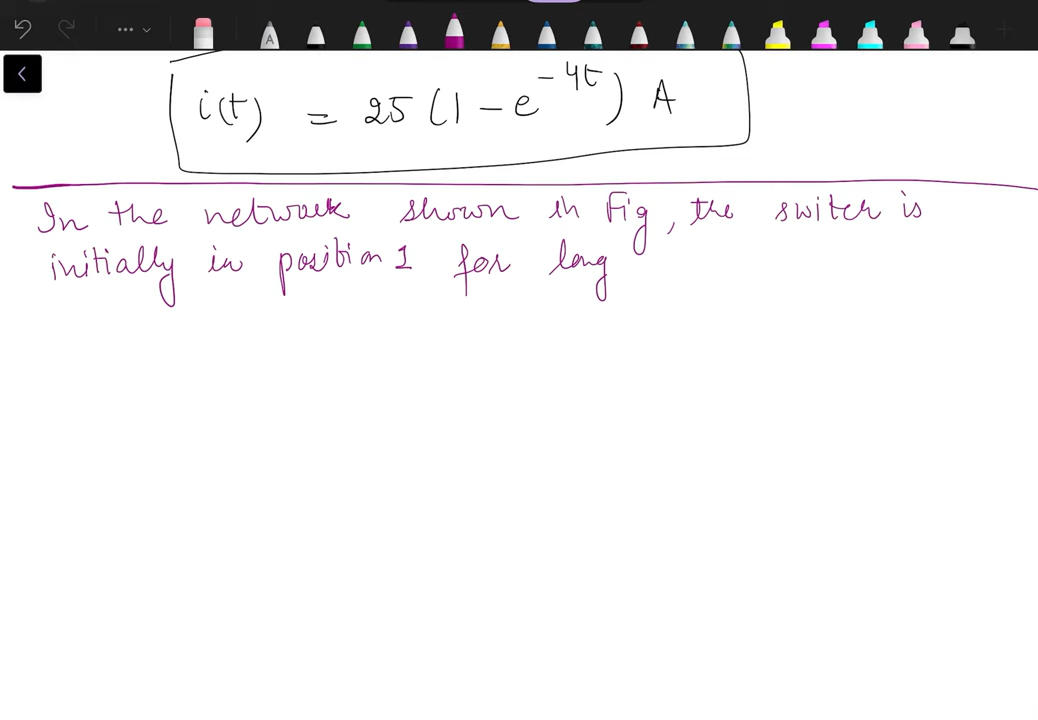 i(t) = 25 (1 - e^{-4t}) A
In the network shown in Fig, the switch is
initially in position 1 for long